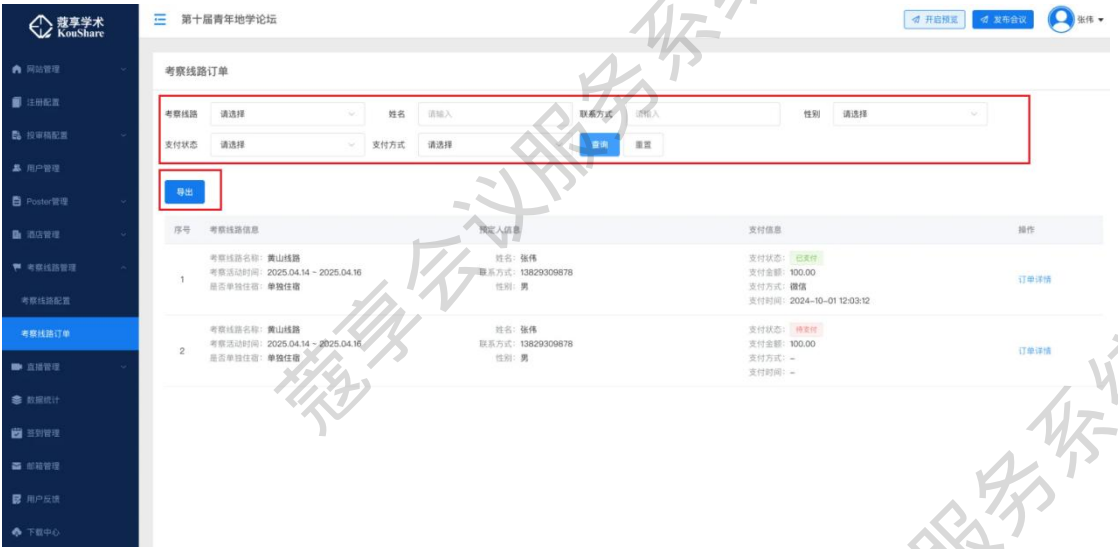 蔻享学术
KouShare
第十届青年地学论坛
开启预览
发布会议
张伟
网站管理
注册配置
投审稿配置
用户管理
Poster管理
酒店管理
考察线路管理
考察线路配置
考察线路订单
直播管理
数据统计
签到管理
邮箱管理
用户反馈
下载中心
考察线路订单
考察线路 请选择 姓名 请输入 联系方式 请输入 性别 请选择
支付状态 请选择 支付方式 请选择 查询 重置
导出
序号 考察线路信息 预定人信息 支付信息 操作
考察线路名称: 黄山线路 姓名: 张伟 支付状态: 已支付
考察活动时间: 2025.04.14 ~ 2025.04.16 联系方式: 13829309878 支付金额: 100.00
1 订单详情
是否单独住宿: 单独住宿 性别: 男 支付方式: 微信
支付时间: 2024-10-01 12:03:12
考察线路名称: 黄山线路 姓名: 张伟 支付状态: 待支付
考察活动时间: 2025.04.14 ~ 2025.04.16 联系方式: 13829309878 支付金额: 100.00
2 订单详情
是否单独住宿: 单独住宿 性别: 男 支付方式: –
支付时间: –
蔻享会议服务系统
服务系统